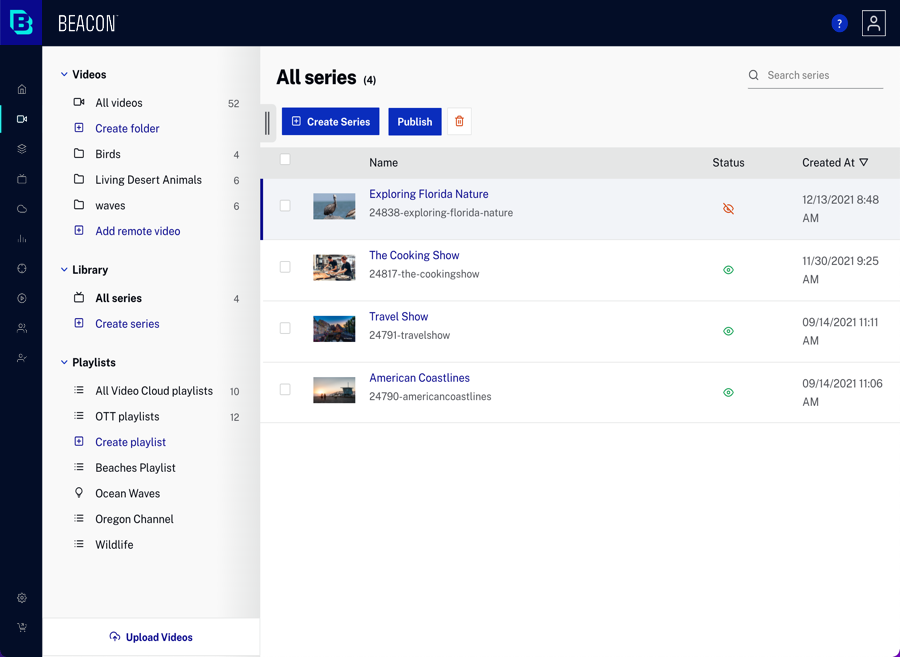 BEACON
?
Videos
All videos 52
Create folder
Birds 4
Living Desert Animals 6
waves 6
Add remote video
Library
All series 4
Create series
Playlists
All Video Cloud playlists 10
OTT playlists 12
Create playlist
Beaches Playlist
Ocean Waves
Oregon Channel
Wildlife
Upload Videos
All series (4)
Search series
Create Series
Publish
Name Status Created At
Exploring Florida Nature
24838-exploring-florida-nature
12/13/2021 8:48
AM
The Cooking Show
24817-the-cookingshow
11/30/2021 9:25
AM
Travel Show
24791-travelshow
09/14/2021 11:11
AM
American Coastlines
24790-americancoastlines
09/14/2021 11:06
AM